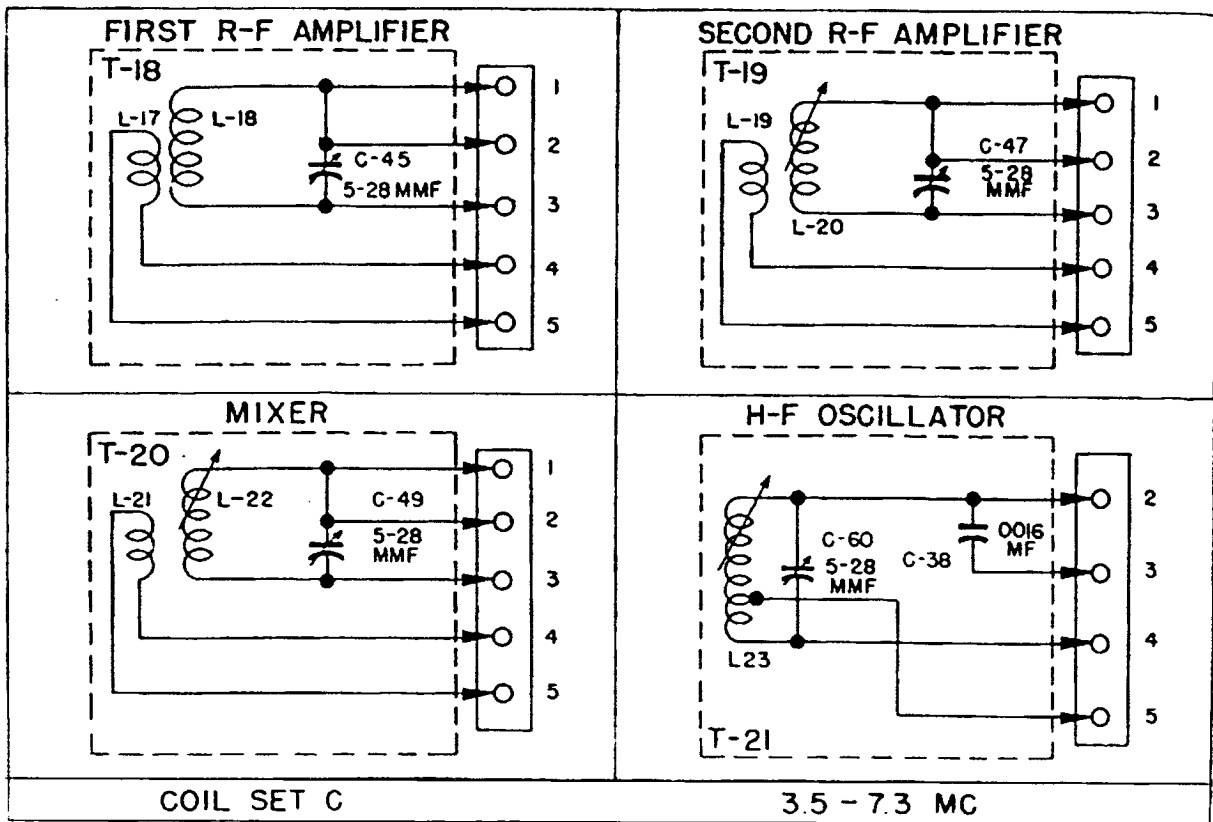 FIRST R-F AMPLIFIER
T-18
L-17
L-18
C-45
5-28 MMF
1
2
3
4
5
SECOND R-F AMPLIFIER
T-19
L-19
L-20
C-47
5-28
MMF
1
2
3
4
5
MIXER
T-20
L-21
L-22
C-49
5-28
MMF
1
2
3
4
5
H-F OSCILLATOR
C-60
5-28
MMF
C-38
.0016
MF
L23
T-21
2
3
4
5
COIL SET C
3.5-7.3 MC